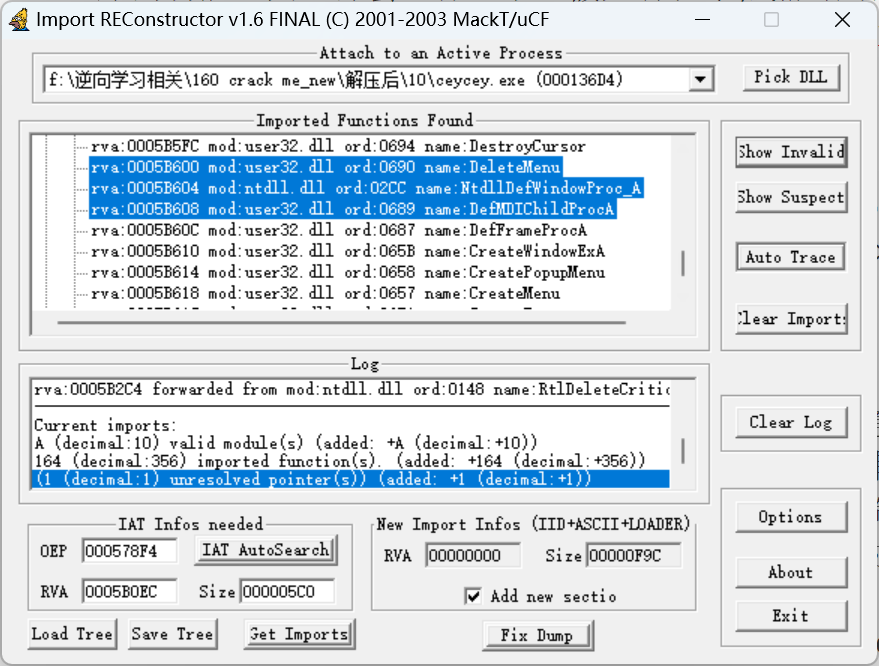 Import REConstructor v1.6 FINAL (C) 2001-2003 MackT/uCF
Attach to an Active Process
f:\逆向学习相关\160 crack me_new\解压后\10\ceycey.exe (000136D4)
Pick DLL
Imported Functions Found
rva:0005B5FC mod:user32.dll ord:0694 name:DestroyCursor
rva:0005B600 mod:user32.dll ord:0690 name:DeleteMenu
rva:0005B604 mod:ntdll.dll ord:02CC name:NtdllDefWindowProc_A
rva:0005B608 mod:user32.dll ord:0689 name:DefMDIChildProcA
rva:0005B60C mod:user32.dll ord:0687 name:DefFrameProcA
rva:0005B610 mod:user32.dll ord:065B name:CreateWindowExA
rva:0005B614 mod:user32.dll ord:0658 name:CreatePopupMenu
rva:0005B618 mod:user32.dll ord:0657 name:CreateMenu
Show Invalid
Show Suspect
Auto Trace
Clear Import
Log
rva:0005B2C4 forwarded from mod:ntdll.dll ord:0148 name:RtlDeleteCritic
Current imports:
A (decimal:10) valid module(s) (added: +A (decimal:+10))
164 (decimal:356) imported function(s). (added: +164 (decimal:+356))
(1 (decimal:1) unresolved pointer(s)) (added: +1 (decimal:+1))
Clear Log
IAT Infos needed
OEP 000578F4 IAT AutoSearch
RVA 0005B0EC Size 000005C0
New Import Infos (IID+ASCII+LOADER)
RVA 00000000 Size 00000F9C
Add new sectio
Options
About
Exit
Load Tree Save Tree Get Imports Fix Dump